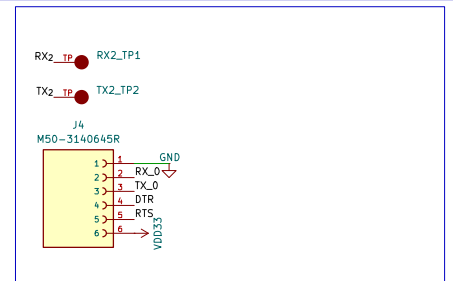 RX2 TP RX2_TP1
TX2 TP TX2_TP2
J4
M50-3140645R
1 1 GND
2 2 RX_0
3 3 TX_0
4 4 DTR
5 5 RTS
6 6 VDD33